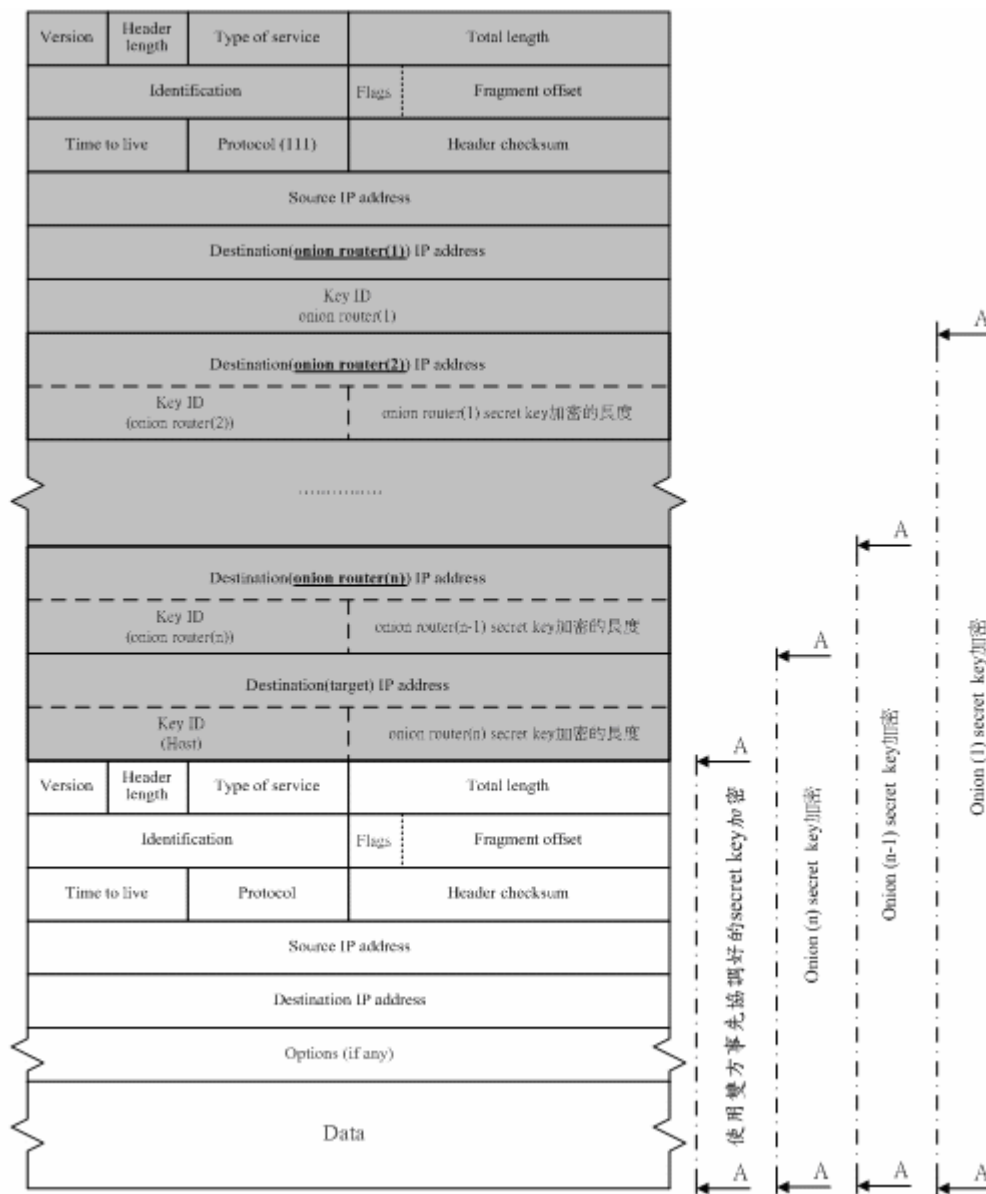 Version
Header
length
Type of service
Total length
Identification
Flags
Fragment offset
Time to live
Protocol (111)
Header checksum
Source IP address
Destination(onion router(1)) IP address
Key ID
onion router(1)
Destination(onion router(2)) IP address
Key ID
(onion router(2))
onion router(1) secret key加密的長度
..............
Destination(onion router(n)) IP address
Key ID
(onion router(n))
onion router(n-1) secret key加密的長度
Destination(target) IP address
Key ID
(Host)
onion router(n) secret key加密的長度
Version
Header
length
Type of service
Total length
Identification
Flags
Fragment offset
Time to live
Protocol
Header checksum
Source IP address
Destination IP address
Options (if any)
Data
A
使用雙方事先協調好的secret key加密
A
A
Onion (n) secret key加密
A
A
Onion (n-1) secret key加密
A
A
Onion (1) secret key加密
A